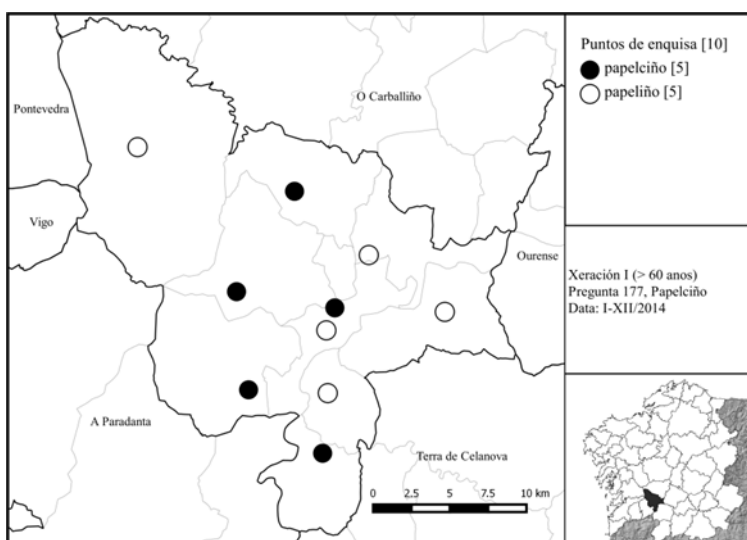 Puntos de enquisa [10]
papelciño [5]
papeliño [5]
O Carballiño
Pontevedra
Vigo
Ourense
Xeración I (> 60 anos)
Pregunta 177, Papelciño
Data: I-XII/2014
A Paradanta
Terra de Celanova
0 2.5 5 7.5 10 km